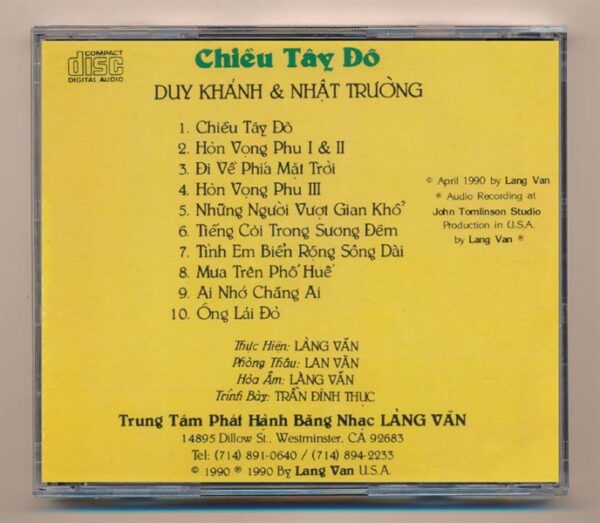 COMPACT
disc
DIGITAL AUDIO
Chiều Tây Đô
DUY KHÁNH & NHẬT TRƯỜNG
1. Chiều Tây Đô
2. Hòn Vọng Phu I & II
3. Đi Về Phía Mặt Trời
4. Hòn Vọng Phu III
5. Những Người Vượt Gian Khổ
6. Tiếng Còi Trong Sương Đêm
7. Tình Em Biển Rộng Sông Dài
8. Mưa Trên Phố Huế
9. Ai Nhớ Chăng Ai
10. Ông Lái Đò
© April 1990 by Lang Van
℗ Audio Recording at
John Tomlinson Studio
Production in U.S.A.
by Lang Van ℗
Thực Hiện: LÀNG VĂN
Phòng Thâu: LAN VĂN
Hòa Âm: LÀNG VĂN
Trình Bày: TRẦN ĐÌNH THỤC
Trung Tâm Phát Hành Băng Nhạc LÀNG VĂN
14895 Dillow St., Westminster, CA 92683
Tel: (714) 891-0640 / (714) 894-2233
© 1990 ℗ 1990 By Lang Van U.S.A.